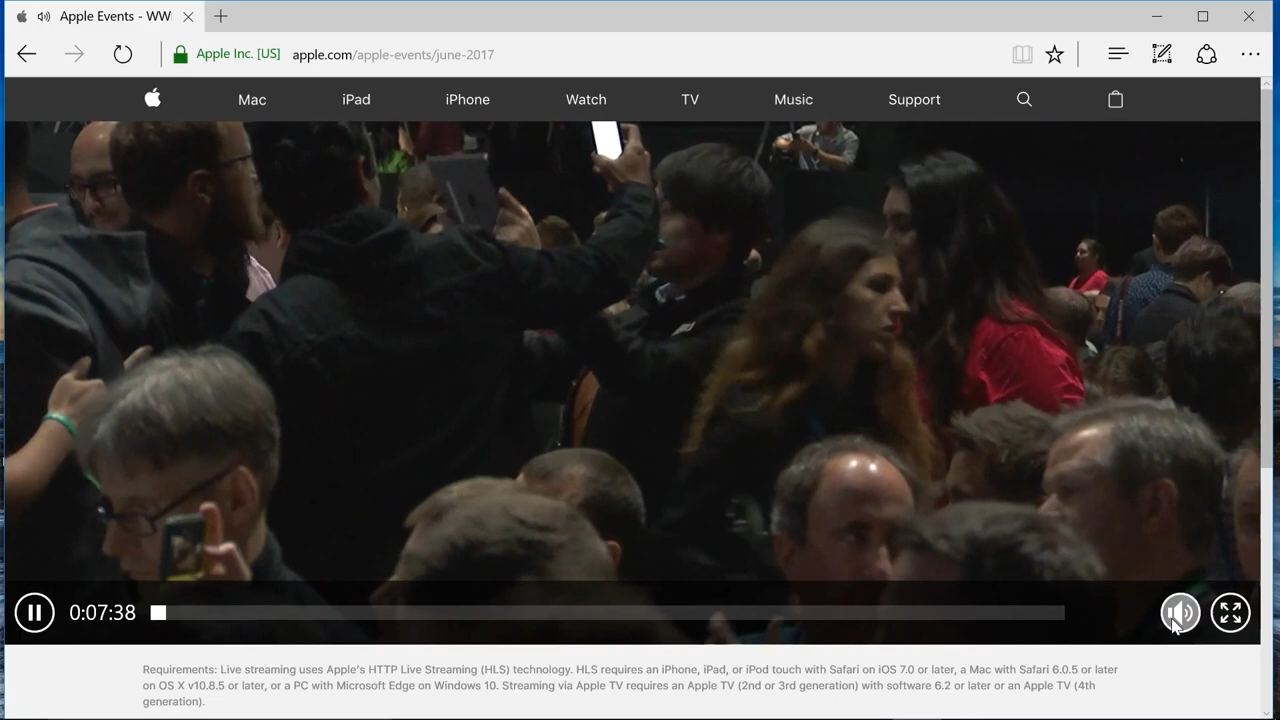 Apple Events - WW
Apple Inc. [US] apple.com/apple-events/june-2017
Mac iPad iPhone Watch TV Music Support
0:07:38
Requirements: Live streaming uses Apple's HTTP Live Streaming (HLS) technology. HLS requires an iPhone, iPad, or iPod touch with Safari on iOS 7.0 or later, a Mac with Safari 6.0.5 or later
on OS X v10.8.5 or later, or a PC with Microsoft Edge on Windows 10. Streaming via Apple TV requires an Apple TV (2nd or 3rd generation) with software 6.2 or later or an Apple TV (4th
generation).